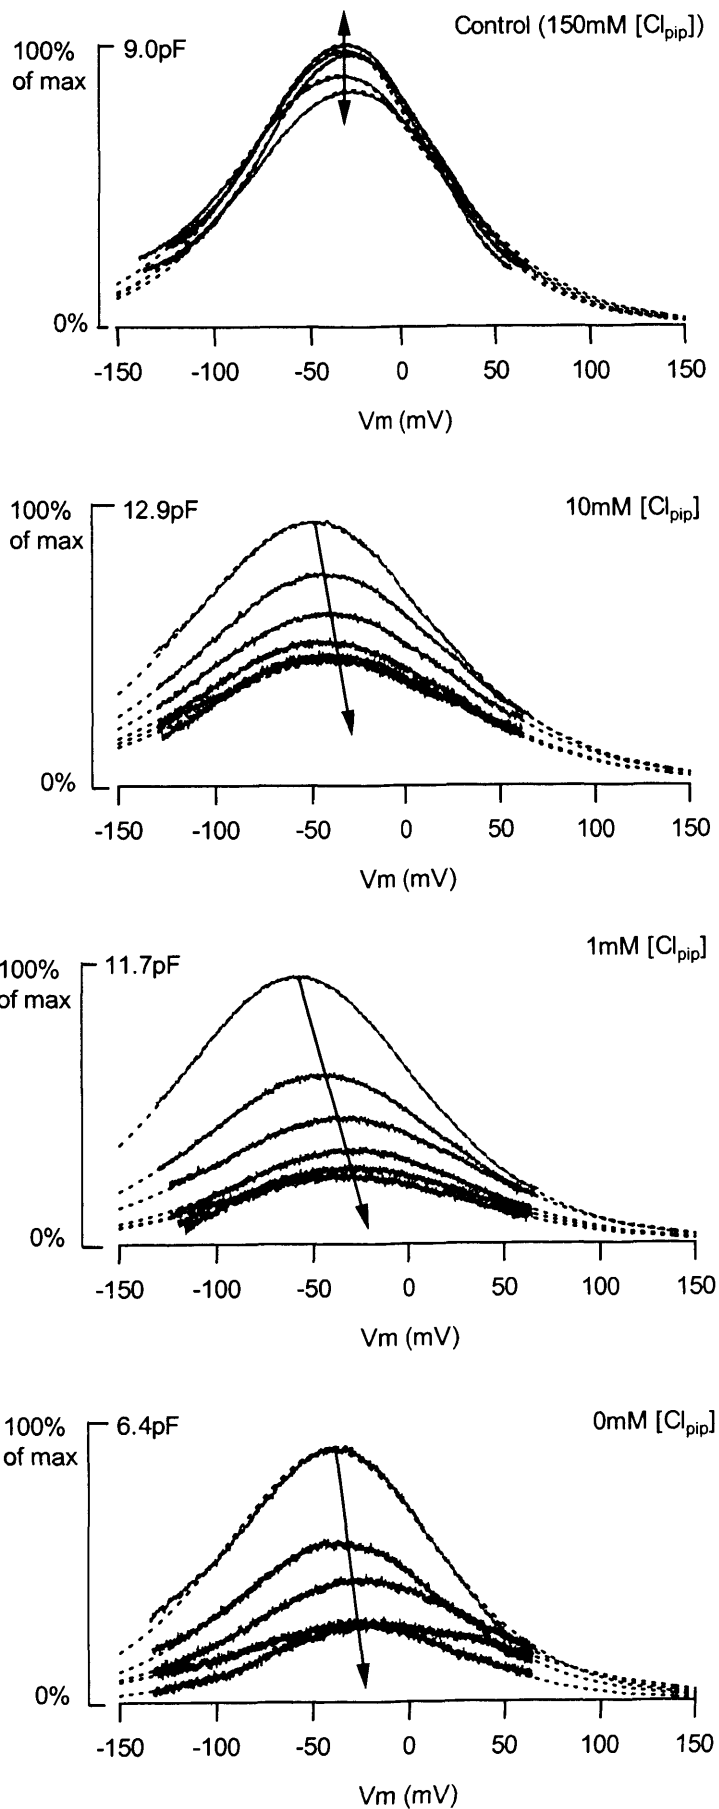 Control (150mM [Clpip])
100% of max
9.0pF
0%
-150 -100 -50 0 50 100 150
Vm (mV)
10mM [Clpip]
100% of max
12.9pF
0%
-150 -100 -50 0 50 100 150
Vm (mV)
1mM [Clpip]
100% of max
11.7pF
0%
-150 -100 -50 0 50 100 150
Vm (mV)
0mM [Clpip]
100% of max
6.4pF
0%
-150 -100 -50 0 50 100 150
Vm (mV)